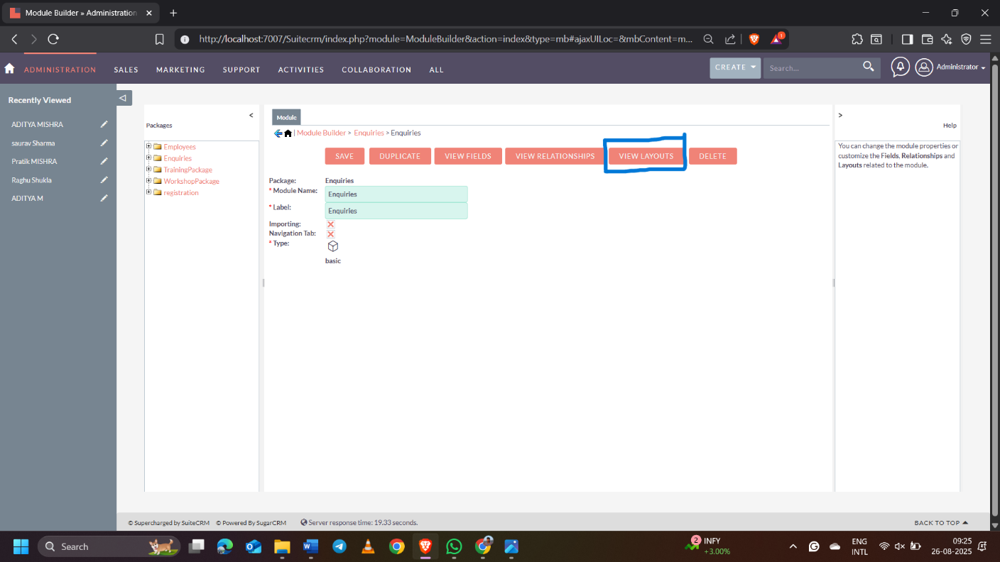 Module Builder » Administration
http://localhost:7007/Suitecrm/index.php?module=ModuleBuilder&action=index&type=mb#ajaxUILoc=&mbContent=m...
1
ADMINISTRATION SALES MARKETING SUPPORT ACTIVITIES COLLABORATION ALL CREATE Search... Administrator
Recently Viewed
ADITYA MISHRA
saurav Sharma
Pratik MISHRA
Raghu Shukla
ADITYA M
<
Packages
Employees
Enquiries
TrainingPackage
WorkshopPackage
registration
Module
| Module Builder > Enquiries > Enquiries
SAVE DUPLICATE VIEW FIELDS VIEW RELATIONSHIPS VIEW LAYOUTS DELETE
Package: Enquiries
* Module Name: Enquiries
* Label: Enquiries
Importing:
Navigation Tab:
* Type:
basic
>
Help
You can change the module properties or
customize the Fields, Relationships and
Layouts related to the module.
© Supercharged by SuiteCRM © Powered By SugarCRM Server response time: 19.33 seconds. BACK TO TOP
Search
2
INFY
+3.00%
ENG
INTL
09:25
26-08-2025